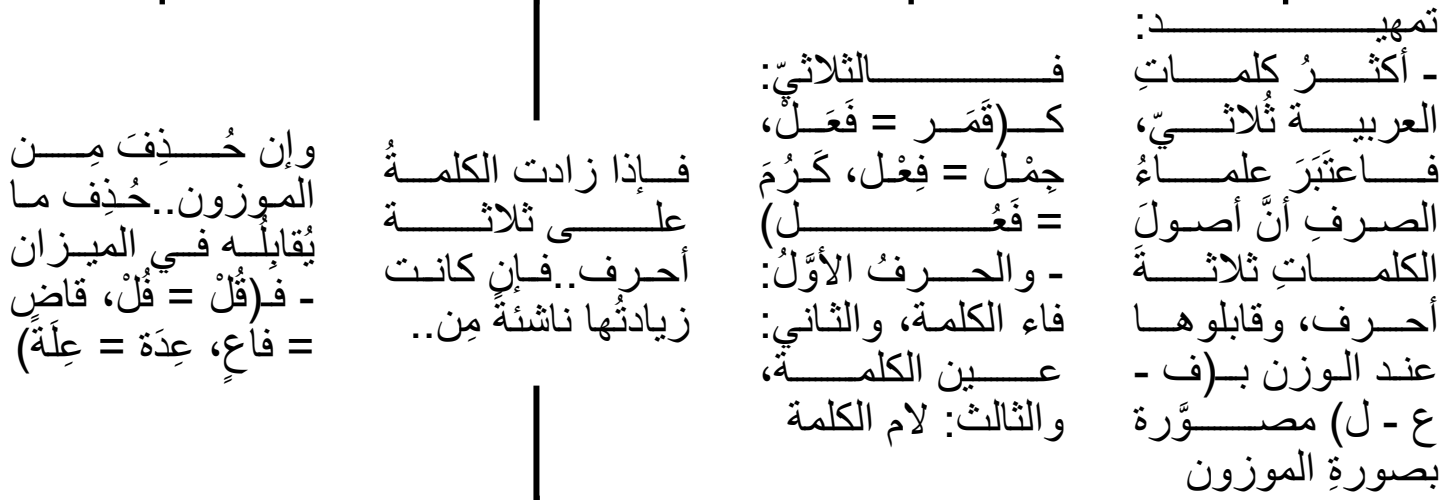 تمهيد:
- أكثرُ كلماتِ
العربية ثُلاثيّ،
فاعتَبَرَ علماءُ
الصرفِ أنَّ أصولَ
الكلماتِ ثلاثةَ
أحرف، وقابلوها
عند الوزن بـ(ف -
ع - ل) مصوَّرة
بصورةِ الموزون
فالثلاثيّ:
كـ(قَمَر = فَعَلْ،
حِمْل = فِعْل، كَرُمَ
= فَعُل)
- والحرفُ الأوَّلُ:
فاء الكلمة، والثاني:
عين الكلمة،
والثالث: لام الكلمة
فإذا زادت الكلمةُ
على ثلاثة
أحرف..فإن كانت
زيادتُها ناشئةً مِن..
وإن حُذِفَ مِن
الموزون..حُذِف ما
يُقابِلُه في الميزان
- فـ(قُلْ = فُلْ، قاضٍ
= فاعٍ، عِدَة = عِلَةً)